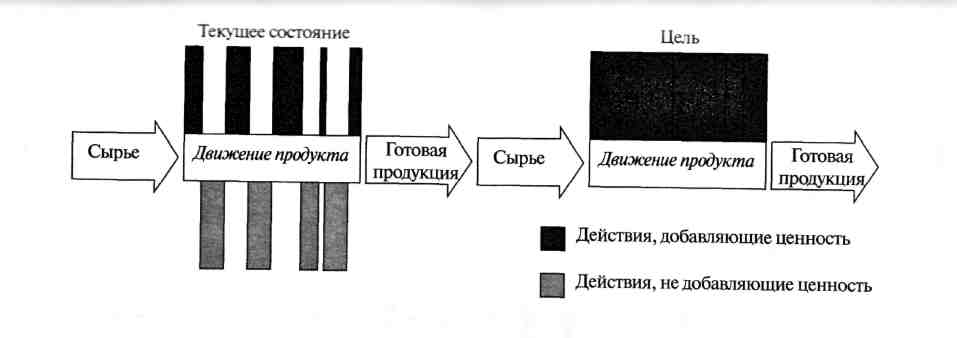 Текущее состояние
Сырье
Движение продукта
Готовая
продукция
Цель
Сырье
Движение продукта
Готовая
продукция
Действия, добавляющие ценность
Действия, не добавляющие ценность